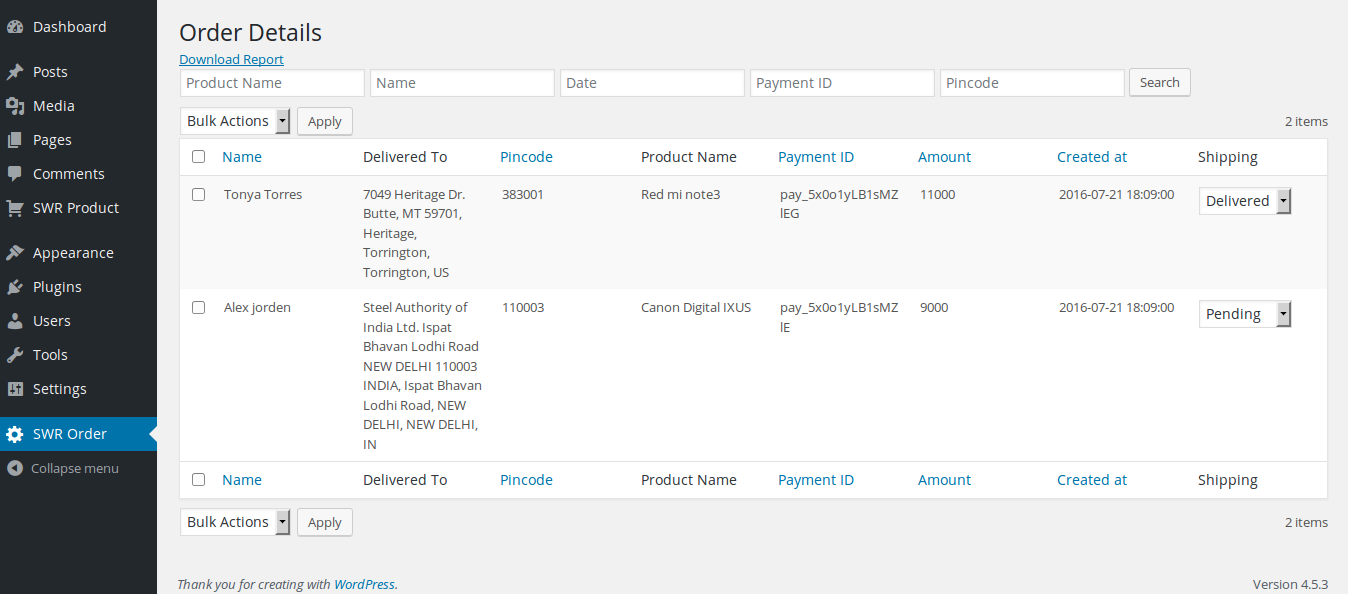 Dashboard
Posts
Media
Pages
Comments
SWR Product
Appearance
Plugins
Users
Tools
Settings
SWR Order
Collapse menu
Order Details
Download Report
Product Name Name Date Payment ID Pincode Search
Bulk Actions Apply 2 items
Name Delivered To Pincode Product Name Payment ID Amount Created at Shipping
Tonya Torres 7049 Heritage Dr. 383001 Red mi note3 pay_5x0o1yLB1sMZ 11000 2016-07-21 18:09:00 Delivered
Butte, MT 59701, lEG
Heritage,
Torrington,
Torrington, US
Alex jorden Steel Authority of 110003 Canon Digital IXUS pay_5x0o1yLB1sMZ 9000 2016-07-21 18:09:00 Pending
India Ltd. Ispat lE
Bhavan Lodhi Road
NEW DELHI 110003
INDIA, Ispat Bhavan
Lodhi Road, NEW
DELHI, NEW DELHI,
IN
Name Delivered To Pincode Product Name Payment ID Amount Created at Shipping
Bulk Actions Apply 2 items
Thank you for creating with WordPress. Version 4.5.3